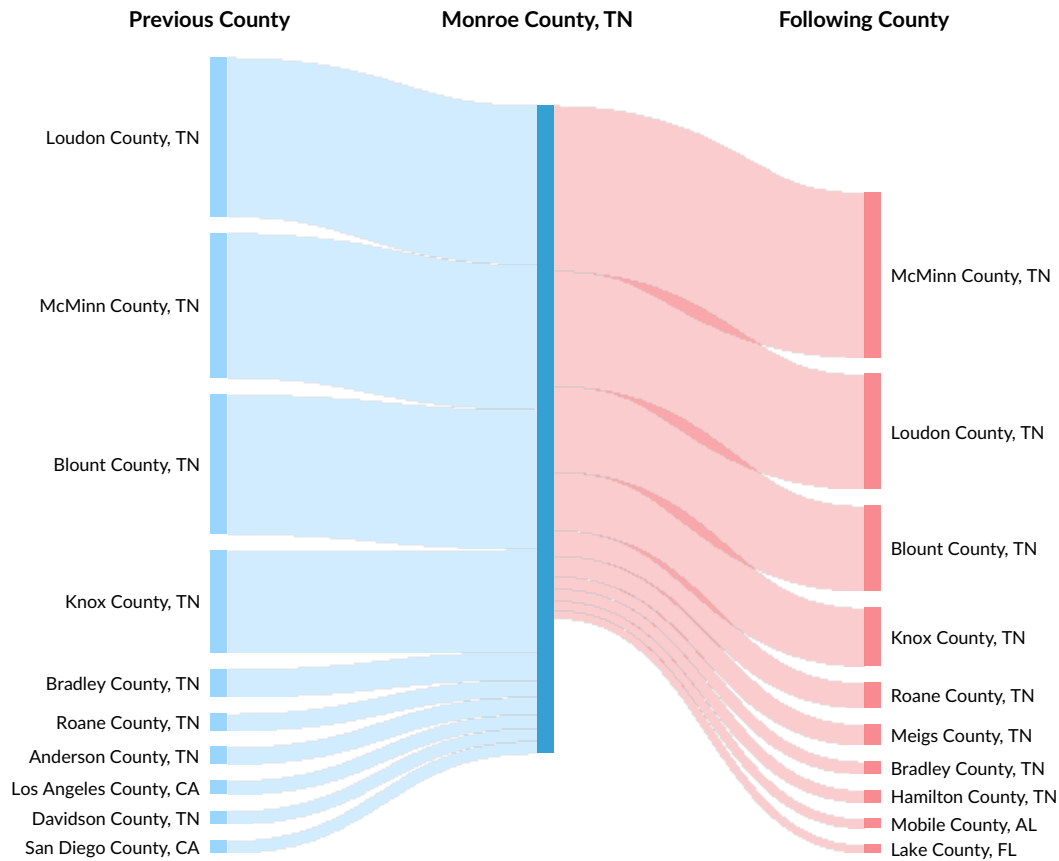 Previous County
Monroe County, TN
Following County
Loudon County, TN
McMinn County, TN
Blount County, TN
Knox County, TN
Bradley County, TN
Roane County, TN
Anderson County, TN
Los Angeles County, CA
Davidson County, TN
San Diego County, CA
McMinn County, TN
Loudon County, TN
Blount County, TN
Knox County, TN
Roane County, TN
Meigs County, TN
Bradley County, TN
Hamilton County, TN
Mobile County, AL
Lake County, FL